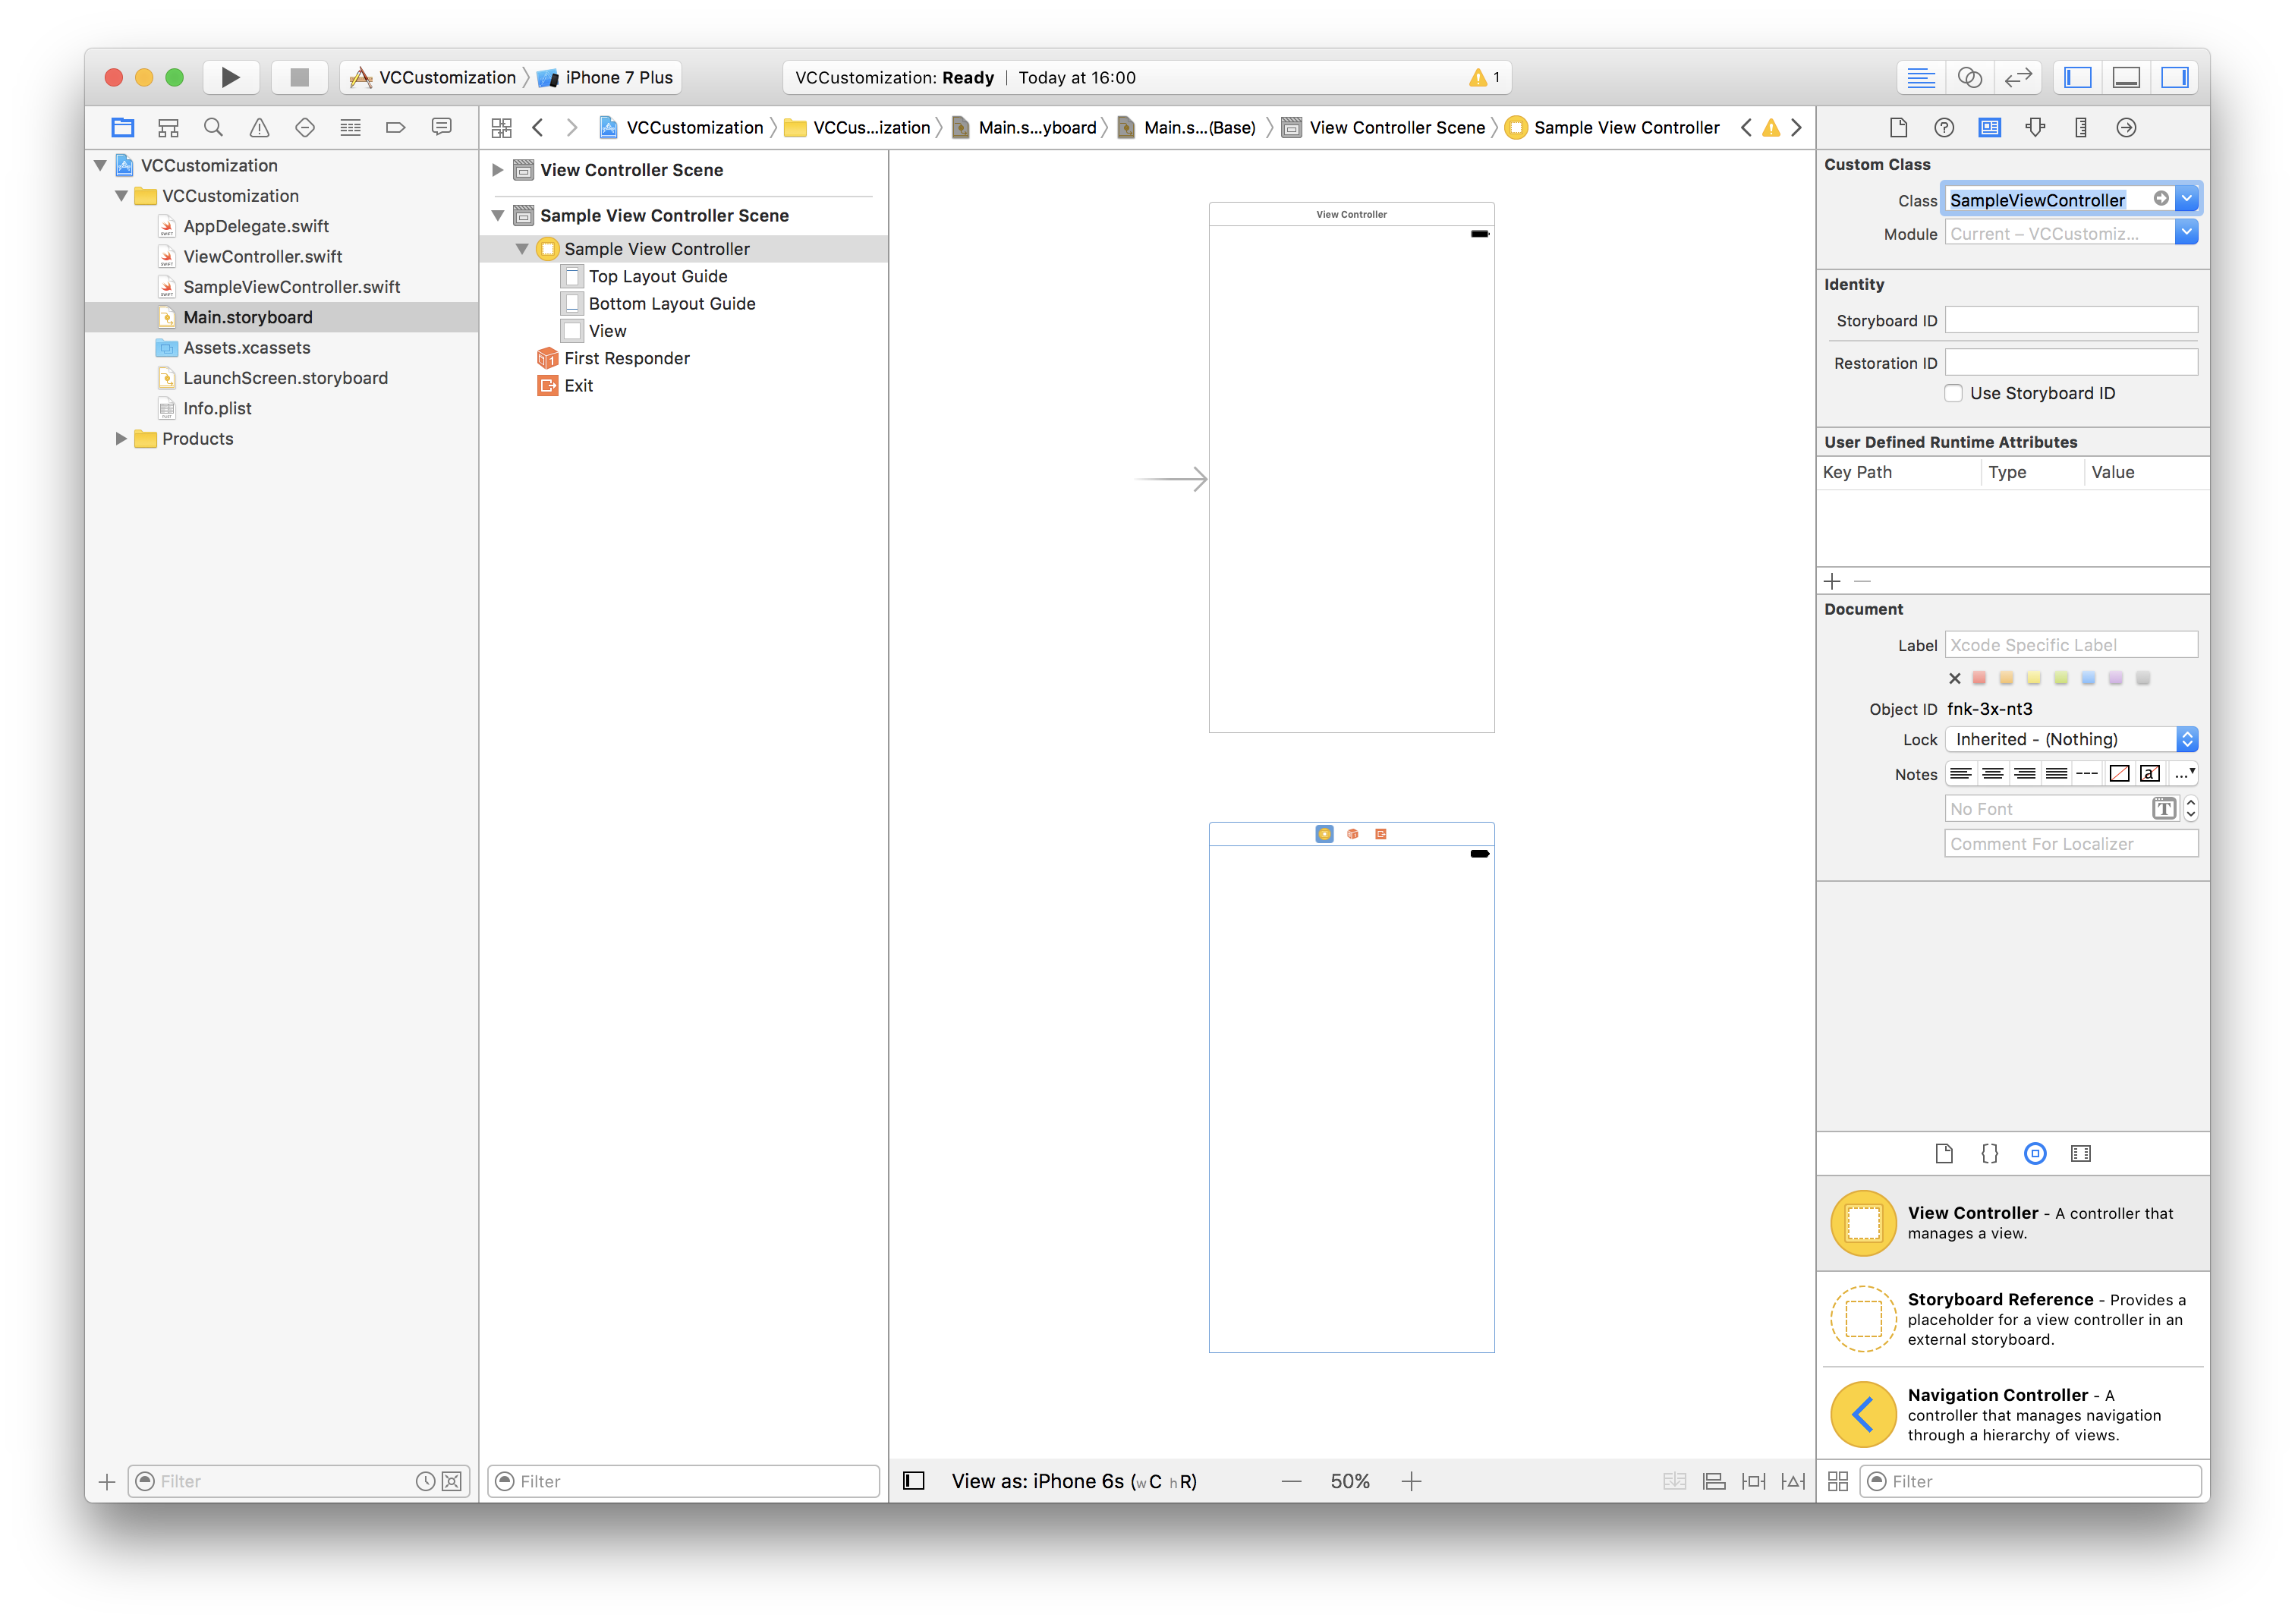 VCCustomization 〉 iPhone 7 Plus
VCCustomization: Ready | Today at 16:00
1
VCCustomization 〉 VCCus...ization 〉 Main.s...yboard 〉 Main.s...(Base) 〉 View Controller Scene 〉 Sample View Controller
VCCustomization
VCCustomization
AppDelegate.swift
ViewController.swift
SampleViewController.swift
Main.storyboard
Assets.xcassets
LaunchScreen.storyboard
Info.plist
Products
Filter
View Controller Scene
Sample View Controller Scene
Sample View Controller
Top Layout Guide
Bottom Layout Guide
View
First Responder
Exit
Filter
View Controller
View as: iPhone 6s (wC hR)
50%
Custom Class
Class SampleViewController
Module Current – VCCustomiz...
Identity
Storyboard ID
Restoration ID
Use Storyboard ID
User Defined Runtime Attributes
Key Path Type Value
Document
Label Xcode Specific Label
Object ID fnk-3x-nt3
Lock Inherited - (Nothing)
Notes
No Font
Comment For Localizer
View Controller - A controller that
manages a view.
Storyboard Reference - Provides a
placeholder for a view controller in an
external storyboard.
Navigation Controller - A
controller that manages navigation
through a hierarchy of views.
Filter